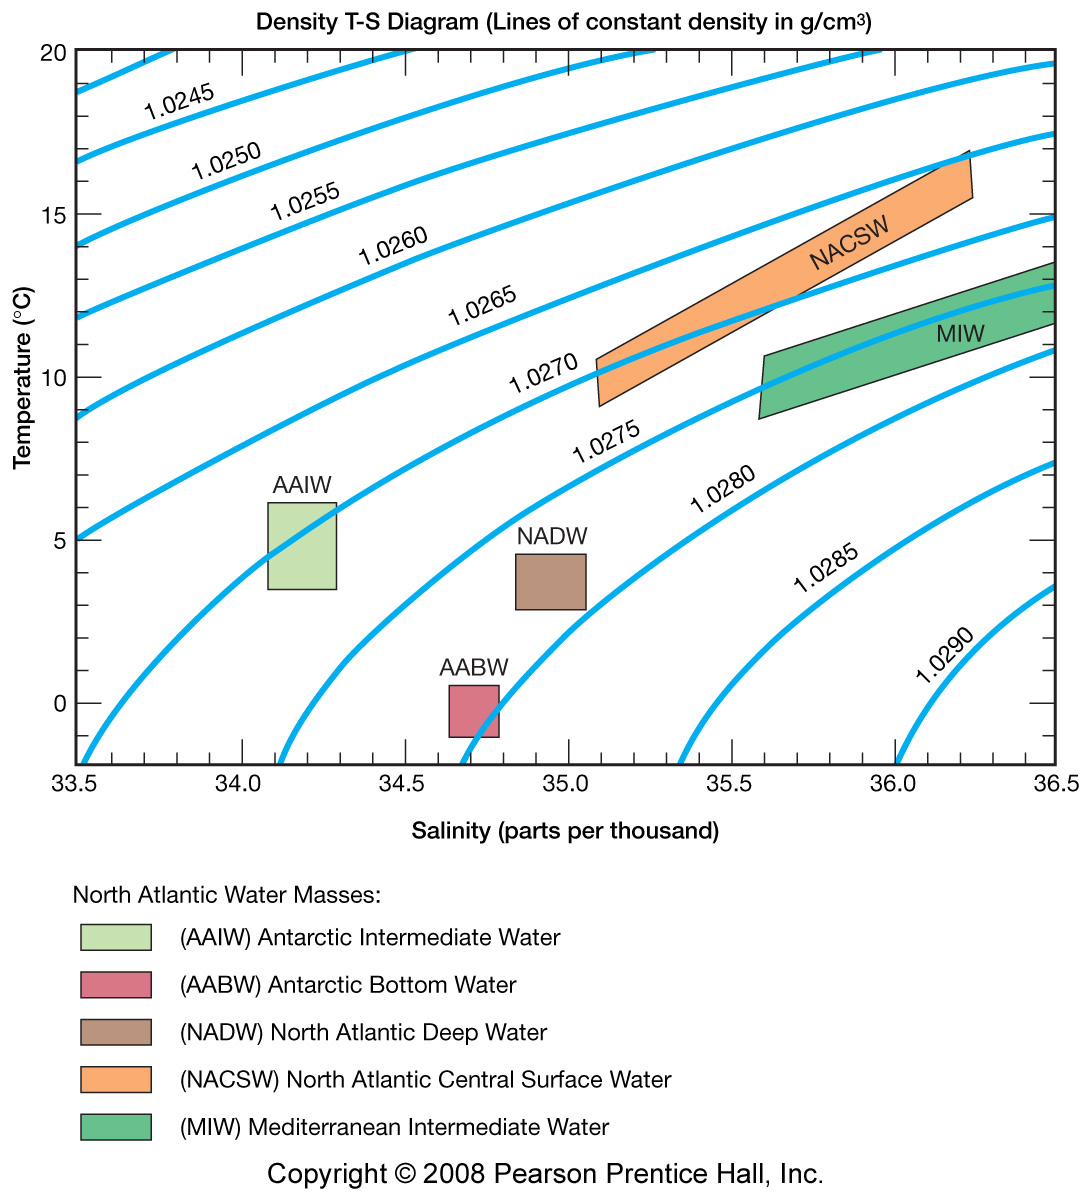 Density T-S Diagram (Lines of constant density in g/cm³)
20
15
10
5
0
Temperature (°C)
1.0245
1.0250
1.0255
1.0260
1.0265
1.0270
1.0275
1.0280
1.0285
1.0290
NACSW
MIW
AAIW
NADW
AABW
33.5 34.0 34.5 35.0 35.5 36.0 36.5
Salinity (parts per thousand)
North Atlantic Water Masses:
(AAIW) Antarctic Intermediate Water
(AABW) Antarctic Bottom Water
(NADW) North Atlantic Deep Water
(NACSW) North Atlantic Central Surface Water
(MIW) Mediterranean Intermediate Water
Copyright © 2008 Pearson Prentice Hall, Inc.